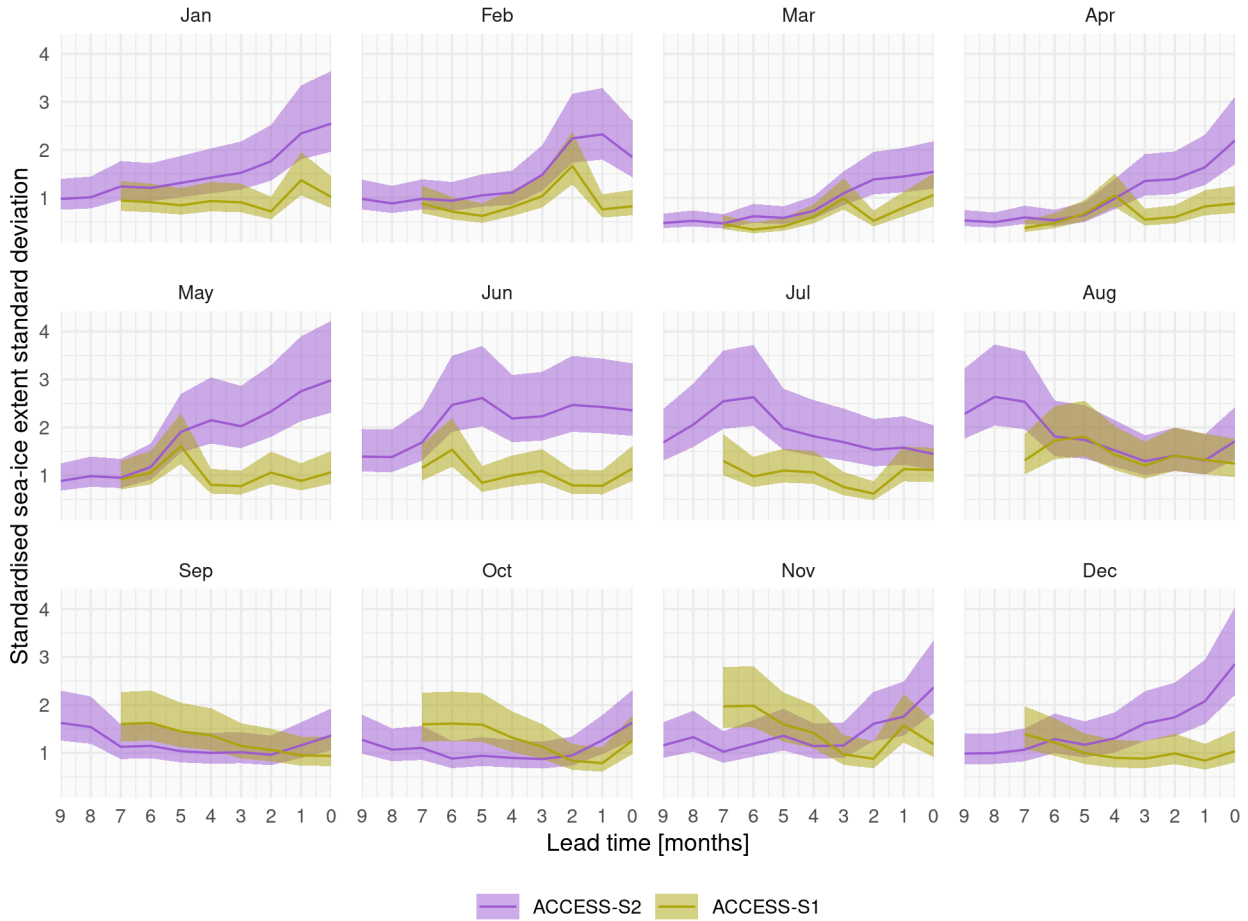 Jan Feb Mar Apr
4
3
2
1
May Jun Jul Aug
4
3
2
1
Sep Oct Nov Dec
4
3
2
1
9 8 7 6 5 4 3 2 1 0 9 8 7 6 5 4 3 2 1 0 9 8 7 6 5 4 3 2 1 0 9 8 7 6 5 4 3 2 1 0
Standardised sea-ice extent standard deviation
Lead time [months]
ACCESS-S2 ACCESS-S1